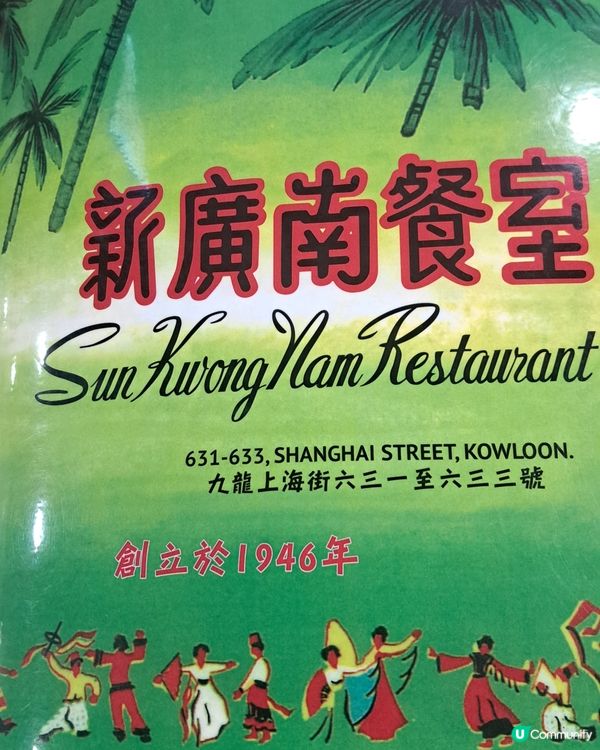 新廣南餐室
Sun Kwong Nam Restaurant
631-633, SHANGHAI STREET, KOWLOON.
九龍上海街六三一至六三三號
創立於1946年
U Community